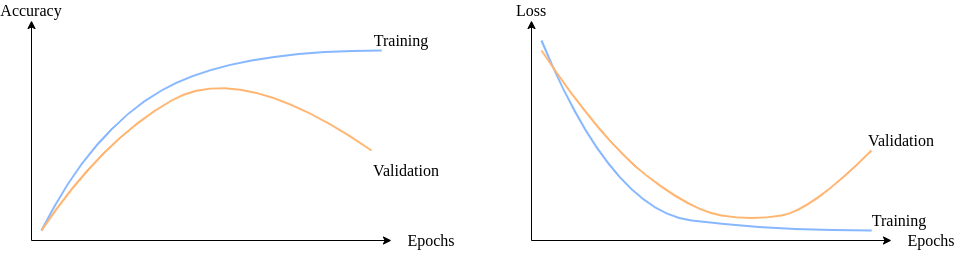 Accuracy
Training
Validation
Epochs
Loss
Validation
Training
Epochs